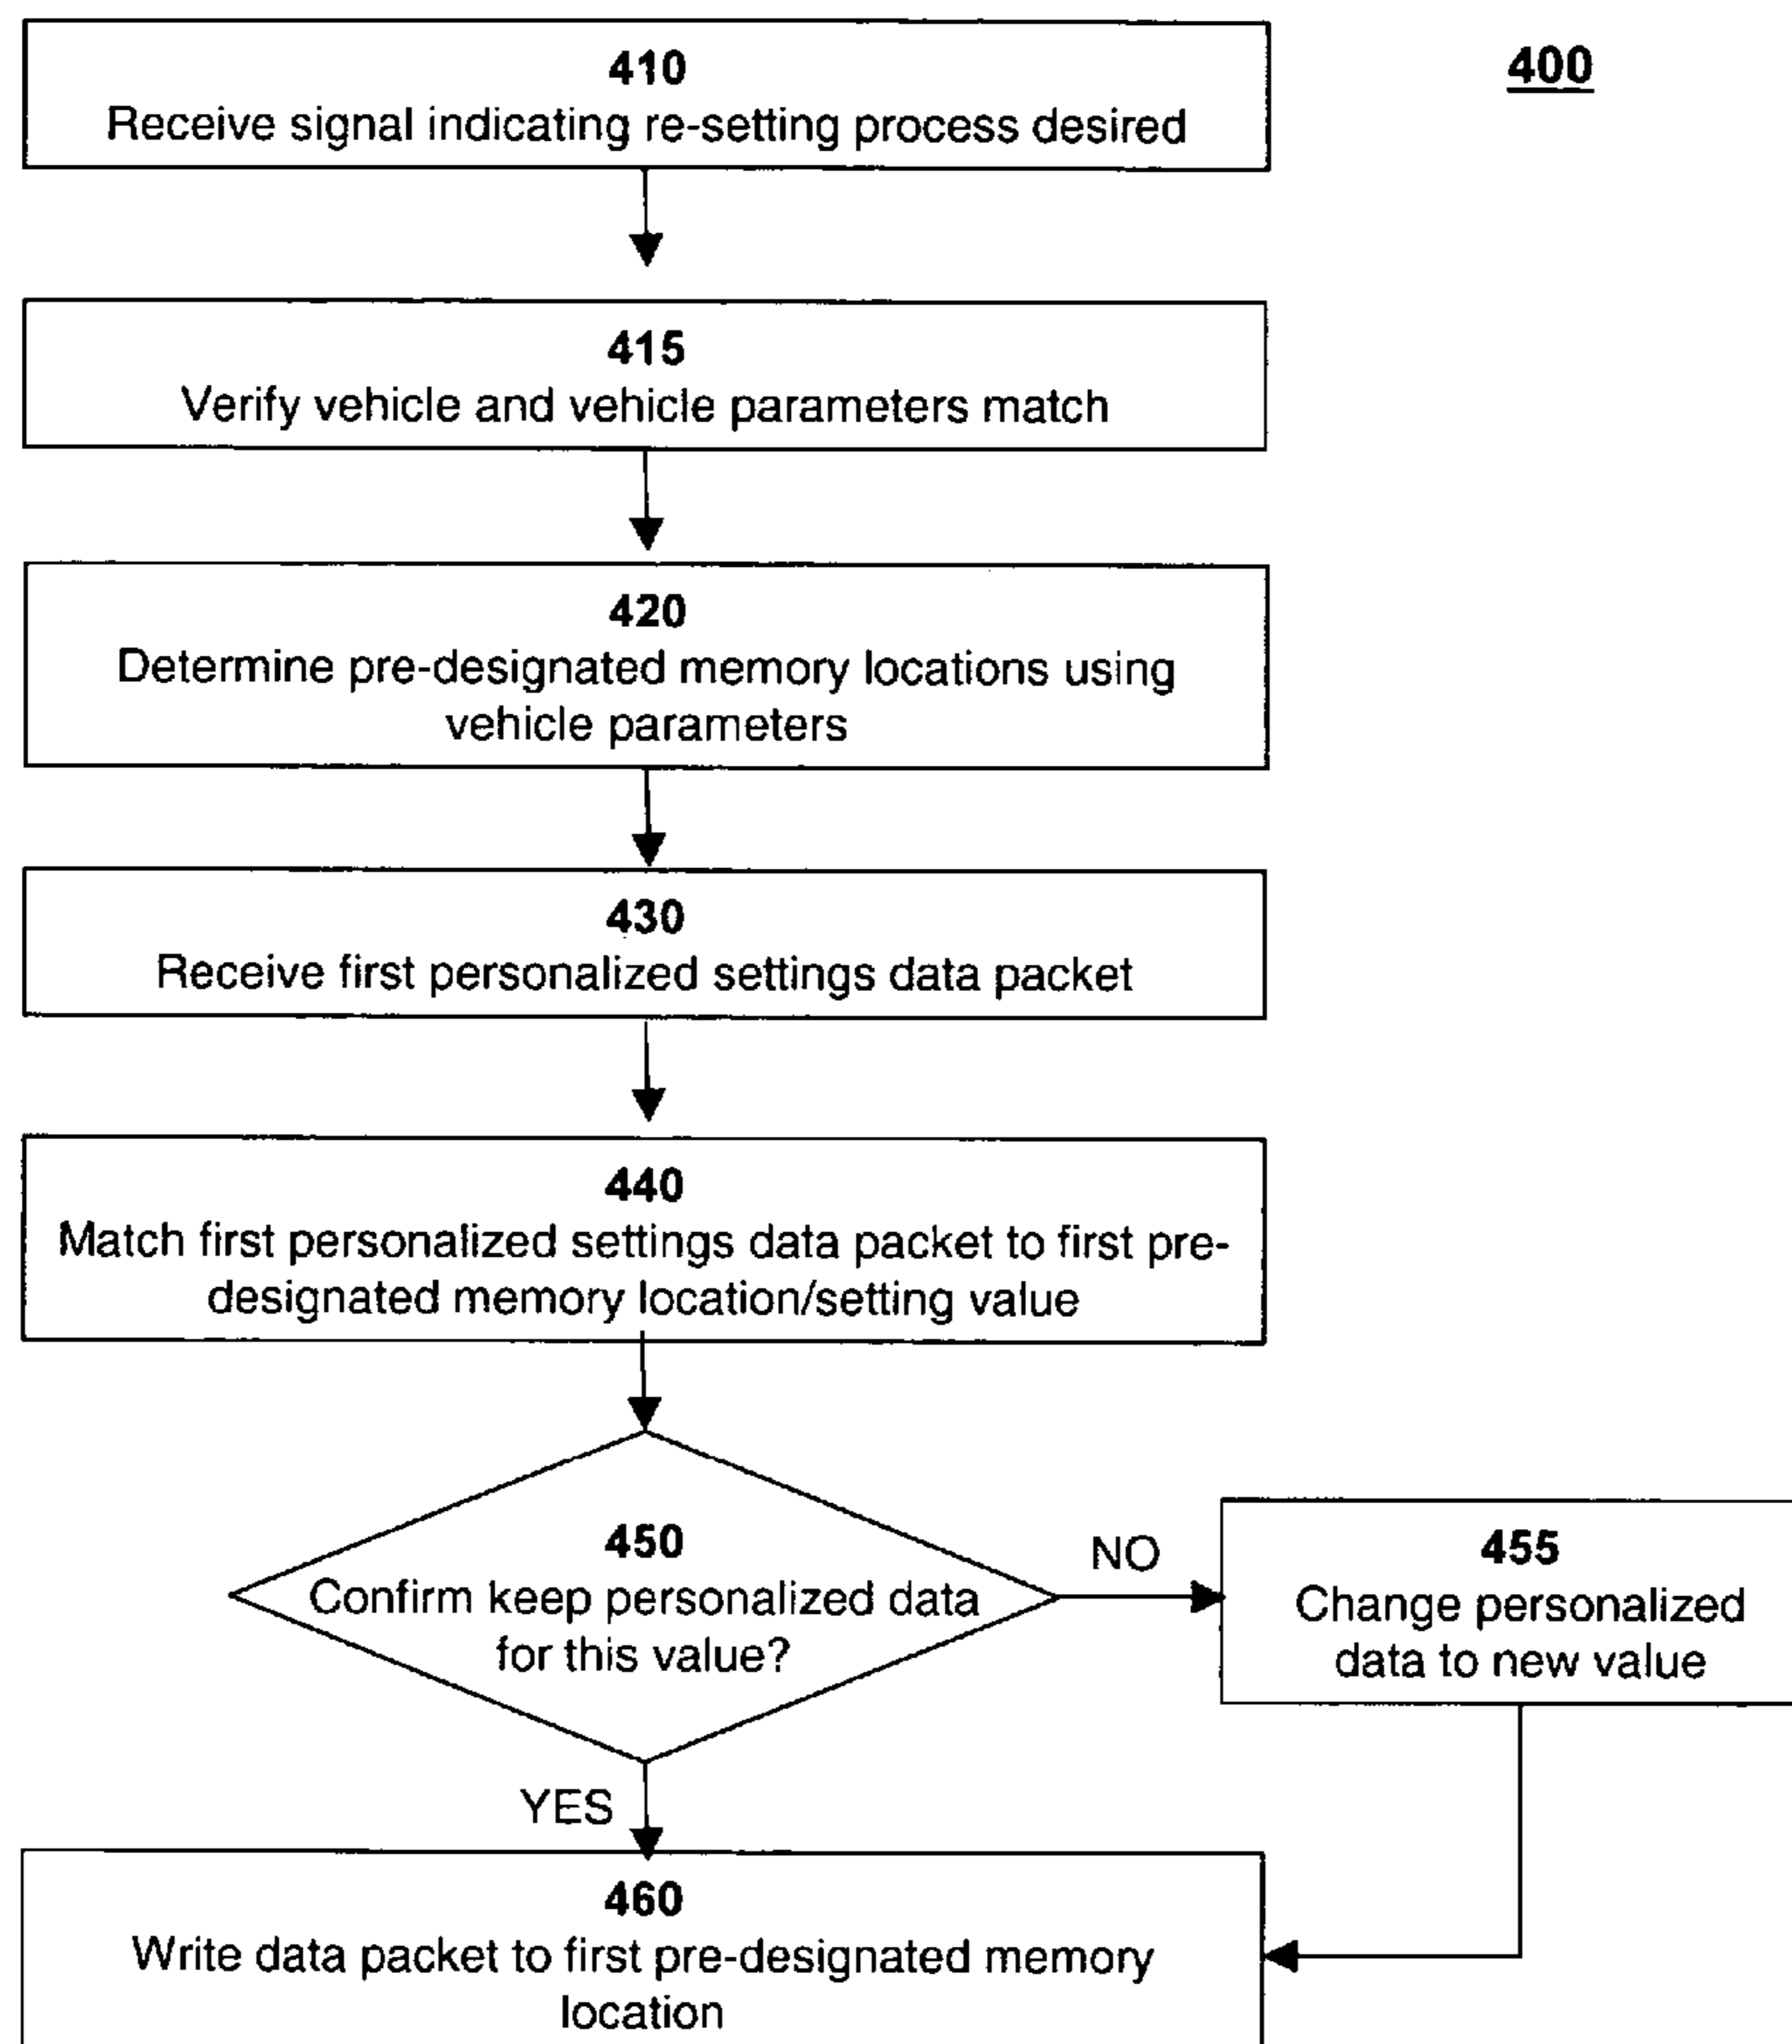 410
Receive signal indicating re-setting process desired
400
415
Verify vehicle and vehicle parameters match
420
Determine pre-designated memory locations using
vehicle parameters
430
Receive first personalized settings data packet
440
Match first personalized settings data packet to first pre-
designated memory location/setting value
450
Confirm keep personalized data
for this value?
NO
455
Change personalized
data to new value
YES
460
Write data packet to first pre-designated memory
location